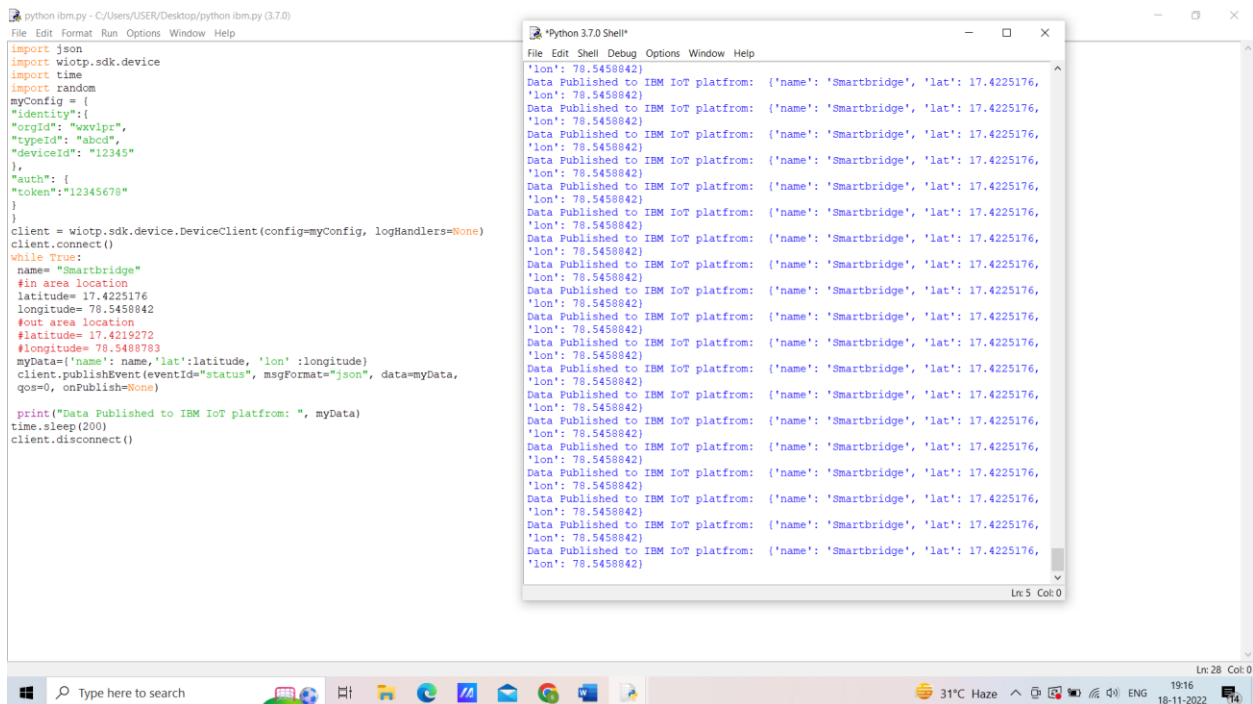 python ibm.py - C:/Users/USER/Desktop/python ibm.py (3.7.0)
File Edit Format Run Options Window Help
import json
import wiotp.sdk.device
import time
import random
myConfig = {
"identity":{
"orgId": "wxvlpr",
"typeId": "abcd",
"deviceId": "12345"
},
"auth": {
"token":"12345678"
}
}
client = wiotp.sdk.device.DeviceClient(config=myConfig, logHandlers=None)
client.connect()
while True:
name= "Smartbridge"
#in area location
latitude= 17.4225176
longitude= 78.5458842
#out area location
#latitude= 17.4219272
#longitude= 78.5488783
myData={'name': name,'lat':latitude, 'lon' :longitude}
client.publishEvent(eventId="status", msgFormat="json", data=myData,
qos=0, onPublish=None)
print("Data Published to IBM IoT platfrom: ", myData)
time.sleep(200)
client.disconnect()
*Python 3.7.0 Shell*
File Edit Shell Debug Options Window Help
'lon': 78.5458842}
Data Published to IBM IoT platfrom:  {'name': 'Smartbridge', 'lat': 17.4225176,
'lon': 78.5458842}
Data Published to IBM IoT platfrom:  {'name': 'Smartbridge', 'lat': 17.4225176,
'lon': 78.5458842}
Data Published to IBM IoT platfrom:  {'name': 'Smartbridge', 'lat': 17.4225176,
'lon': 78.5458842}
Data Published to IBM IoT platfrom:  {'name': 'Smartbridge', 'lat': 17.4225176,
'lon': 78.5458842}
Data Published to IBM IoT platfrom:  {'name': 'Smartbridge', 'lat': 17.4225176,
'lon': 78.5458842}
Data Published to IBM IoT platfrom:  {'name': 'Smartbridge', 'lat': 17.4225176,
'lon': 78.5458842}
Data Published to IBM IoT platfrom:  {'name': 'Smartbridge', 'lat': 17.4225176,
'lon': 78.5458842}
Data Published to IBM IoT platfrom:  {'name': 'Smartbridge', 'lat': 17.4225176,
'lon': 78.5458842}
Data Published to IBM IoT platfrom:  {'name': 'Smartbridge', 'lat': 17.4225176,
'lon': 78.5458842}
Data Published to IBM IoT platfrom:  {'name': 'Smartbridge', 'lat': 17.4225176,
'lon': 78.5458842}
Data Published to IBM IoT platfrom:  {'name': 'Smartbridge', 'lat': 17.4225176,
'lon': 78.5458842}
Data Published to IBM IoT platfrom:  {'name': 'Smartbridge', 'lat': 17.4225176,
'lon': 78.5458842}
Data Published to IBM IoT platfrom:  {'name': 'Smartbridge', 'lat': 17.4225176,
'lon': 78.5458842}
Data Published to IBM IoT platfrom:  {'name': 'Smartbridge', 'lat': 17.4225176,
'lon': 78.5458842}
Data Published to IBM IoT platfrom:  {'name': 'Smartbridge', 'lat': 17.4225176,
'lon': 78.5458842}
Data Published to IBM IoT platfrom:  {'name': 'Smartbridge', 'lat': 17.4225176,
'lon': 78.5458842}
Data Published to IBM IoT platfrom:  {'name': 'Smartbridge', 'lat': 17.4225176,
'lon': 78.5458842}
Data Published to IBM IoT platfrom:  {'name': 'Smartbridge', 'lat': 17.4225176,
'lon': 78.5458842}
Data Published to IBM IoT platfrom:  {'name': 'Smartbridge', 'lat': 17.4225176,
'lon': 78.5458842}
Ln: 5 Col: 0
Ln: 28 Col: 0
Type here to search
31°C Haze
ENG
19:16
18-11-2022
14